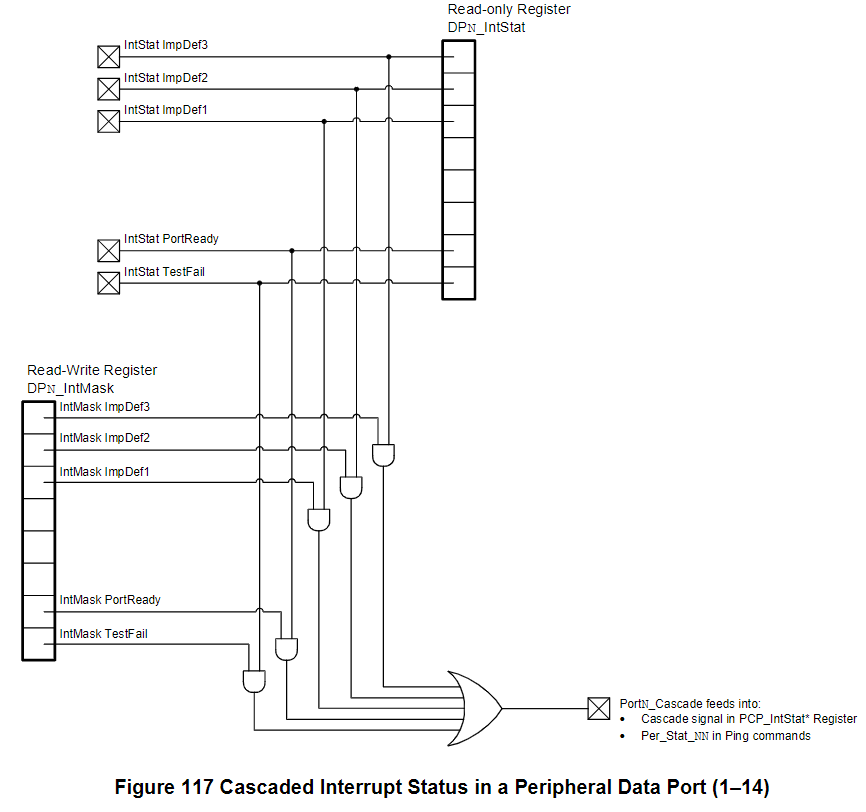 Read-only Register
DPN_IntStat
IntStat ImpDef3
IntStat ImpDef2
IntStat ImpDef1
IntStat PortReady
IntStat TestFail
Read-Write Register
DPN_IntMask
IntMask ImpDef3
IntMask ImpDef2
IntMask ImpDef1
IntMask PortReady
IntMask TestFail
PortN_Cascade feeds into:
• Cascade signal in PCP_IntStat* Register
• Per_Stat_NN in Ping commands
Figure 117 Cascaded Interrupt Status in a Peripheral Data Port (1–14)